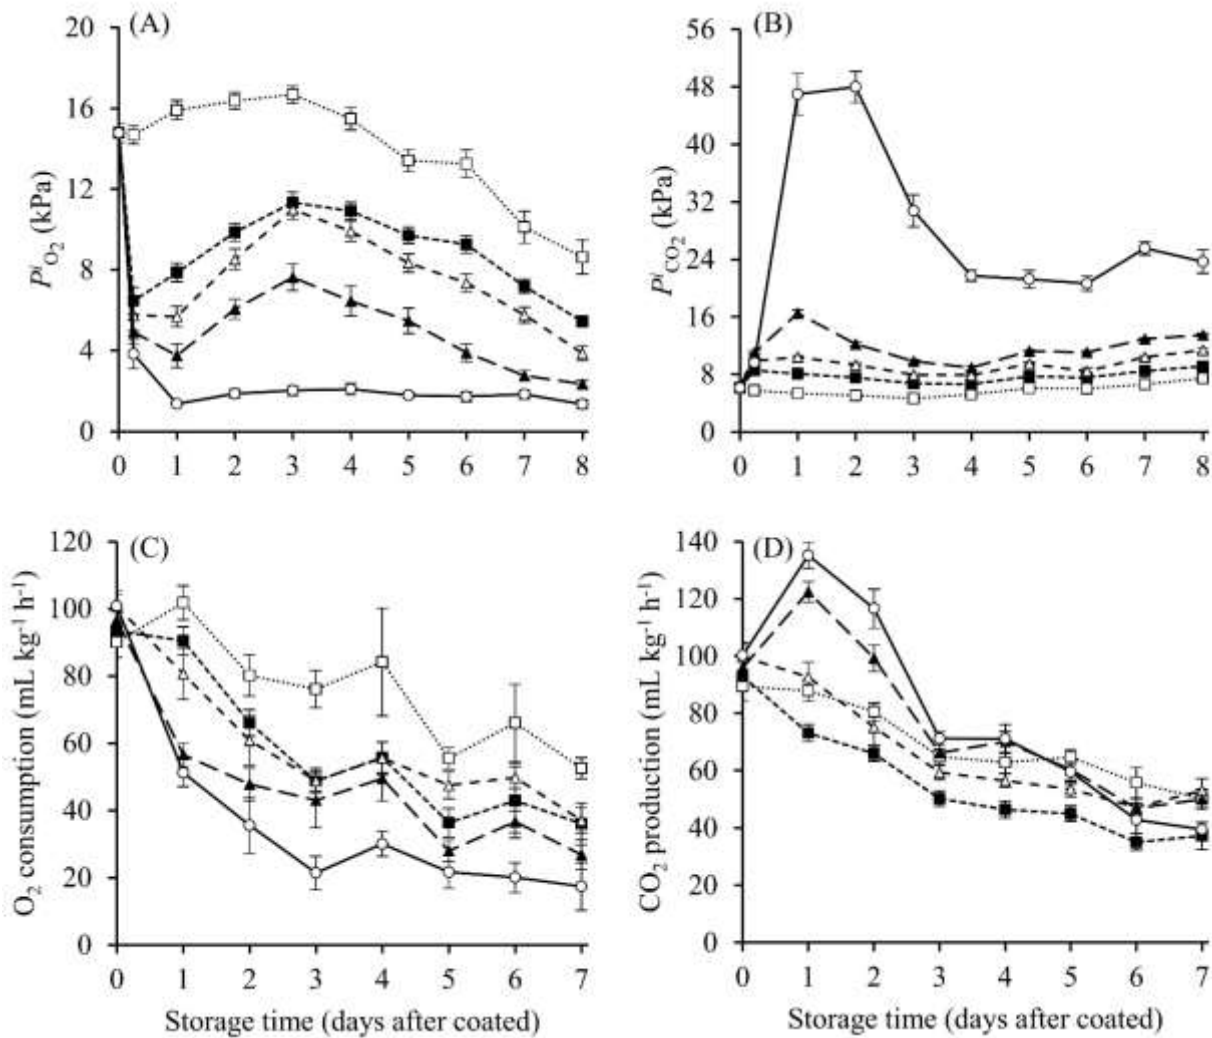 (A)
20
16
12
8
4
0
PⁱO₂ (kPa)
0 1 2 3 4 5 6 7 8
(B)
56
48
40
32
24
16
8
0
PⁱCO₂ (kPa)
0 1 2 3 4 5 6 7 8
(C)
120
100
80
60
40
20
0
O₂ consumption (mL kg⁻¹ h⁻¹)
0 1 2 3 4 5 6 7
Storage time (days after coated)
(D)
140
120
100
80
60
40
20
0
CO₂ production (mL kg⁻¹ h⁻¹)
0 1 2 3 4 5 6 7
Storage time (days after coated)